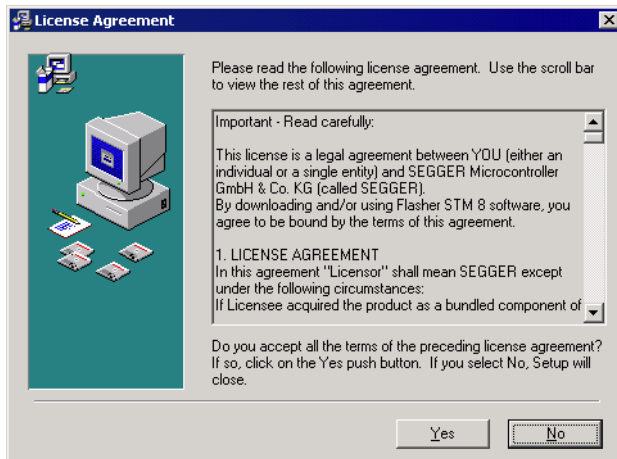 License Agreement
Please read the following license agreement. Use the scroll bar
to view the rest of this agreement.
Important - Read carefully:
This license is a legal agreement between YOU (either an
individual or a single entity) and SEGGER Microcontroller
GmbH & Co. KG (called SEGGER).
By downloading and/or using Flasher STM 8 software, you
agree to be bound by the terms of this agreement.
1. LICENSE AGREEMENT
In this agreement "Licensor" shall mean SEGGER except
under the following circumstances:
If Licensee acquired the product as a bundled component of
Do you accept all the terms of the preceding license agreement?
If so, click on the Yes push button. If you select No, Setup will
close.
Yes
No